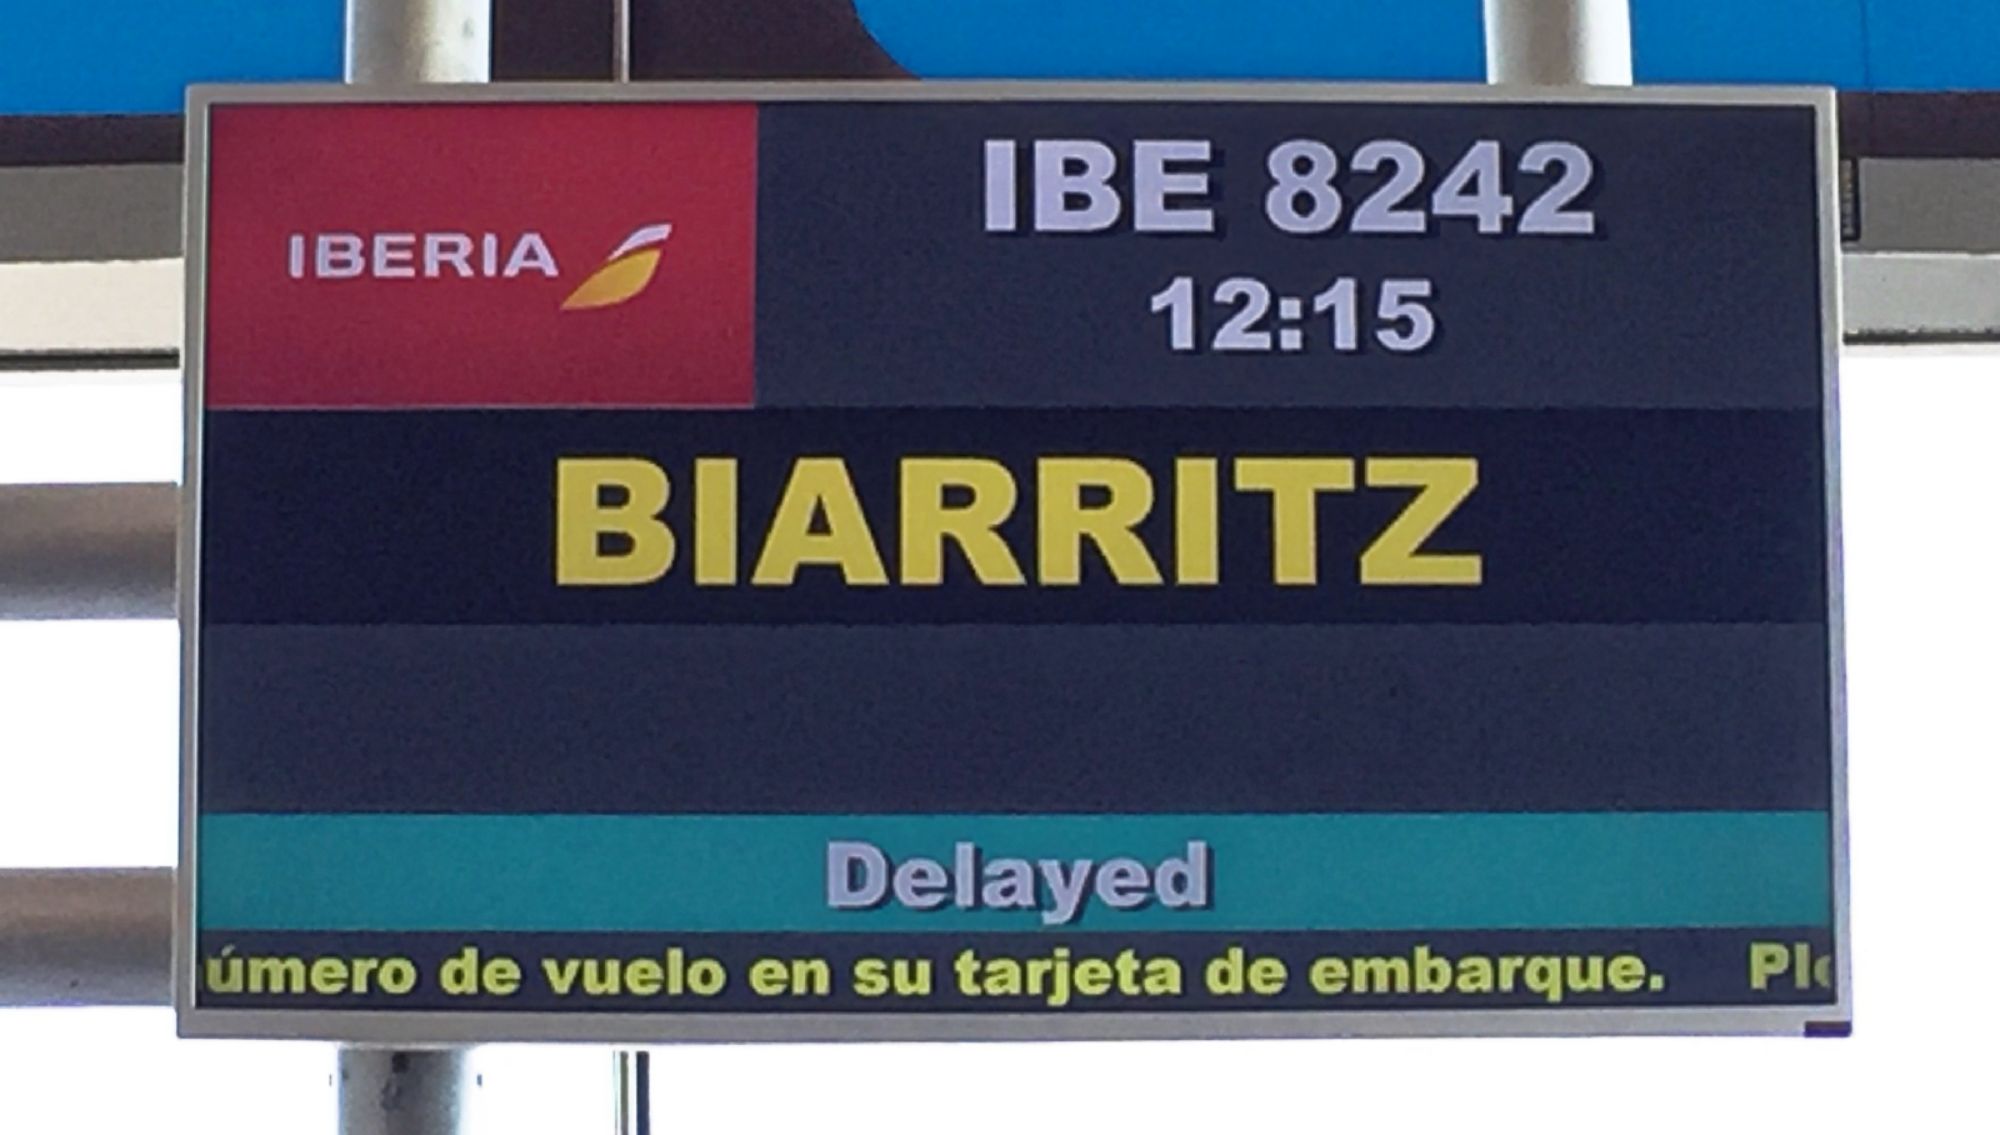 IBERIA
IBE 8242
12:15
BIARRITZ
Delayed
úmero de vuelo en su tarjeta de embarque.